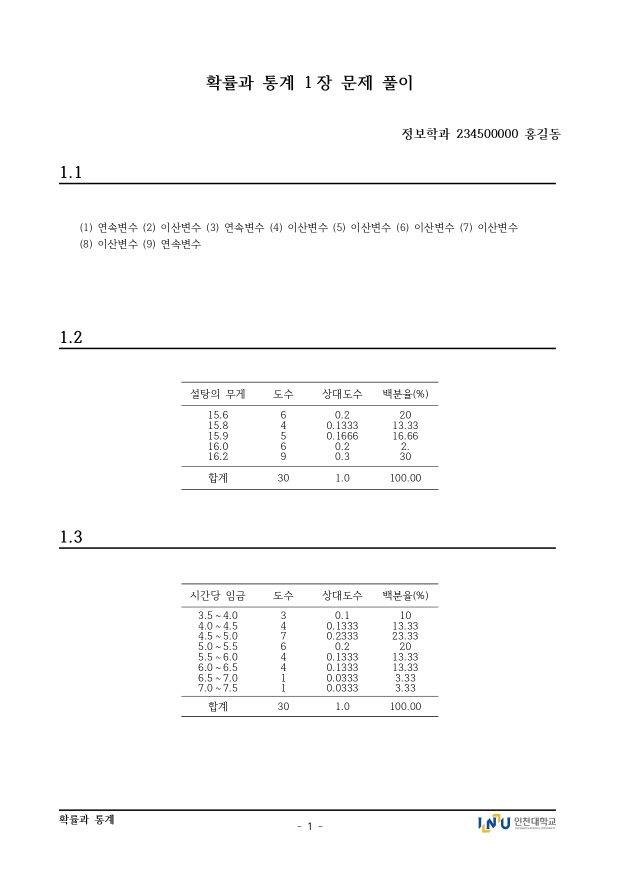 확률과 통계 1장 문제 풀이
정보학과 234500000 홍길동
1.1
(1) 연속변수 (2) 이산변수 (3) 연속변수 (4) 이산변수 (5) 이산변수 (6) 이산변수 (7) 이산변수
(8) 이산변수 (9) 연속변수
1.2
설탕의 무게 도수 상대도수 백분율(%)
15.6 6 0.2 20
15.8 4 0.1333 13.33
15.9 5 0.1666 16.66
16.0 6 0.2 2.
16.2 9 0.3 30
합계 30 1.0 100.00
1.3
시간당 임금 도수 상대도수 백분율(%)
3.5~4.0 3 0.1 10
4.0~4.5 4 0.1333 13.33
4.5~5.0 7 0.2333 23.33
5.0~5.5 6 0.2 20
5.5~6.0 4 0.1333 13.33
6.0~6.5 4 0.1333 13.33
6.5~7.0 1 0.0333 3.33
7.0~7.5 1 0.0333 3.33
합계 30 1.0 100.00
확률과 통계
- 1 -
INU 인천대학교